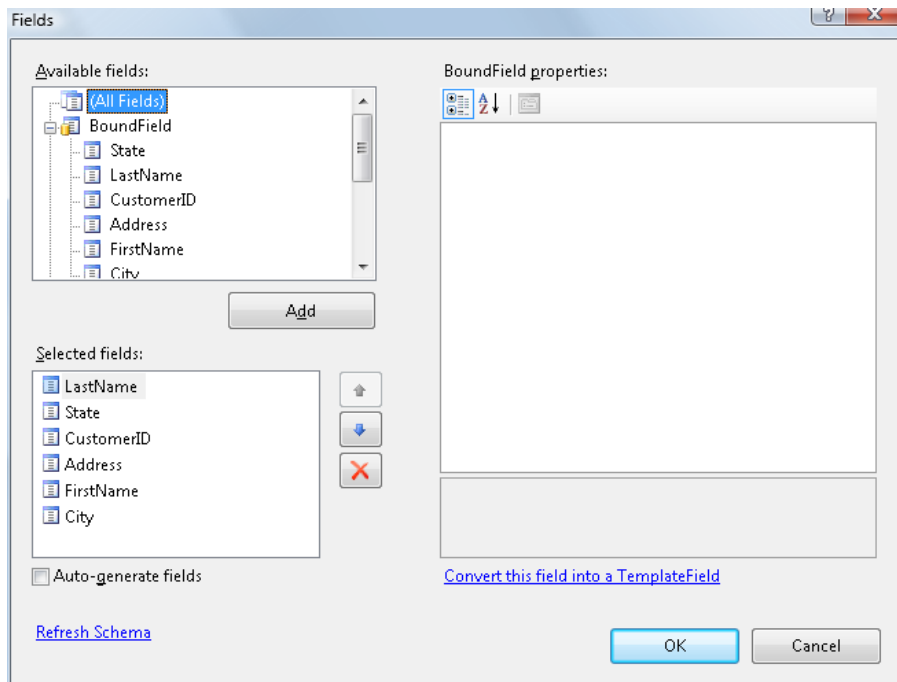 Fields
Available fields:
(All Fields)
BoundField
State
LastName
CustomerID
Address
FirstName
City
Add
Selected fields:
LastName
State
CustomerID
Address
FirstName
City
Auto-generate fields
Refresh Schema
BoundField properties:
Convert this field into a TemplateField
OK
Cancel